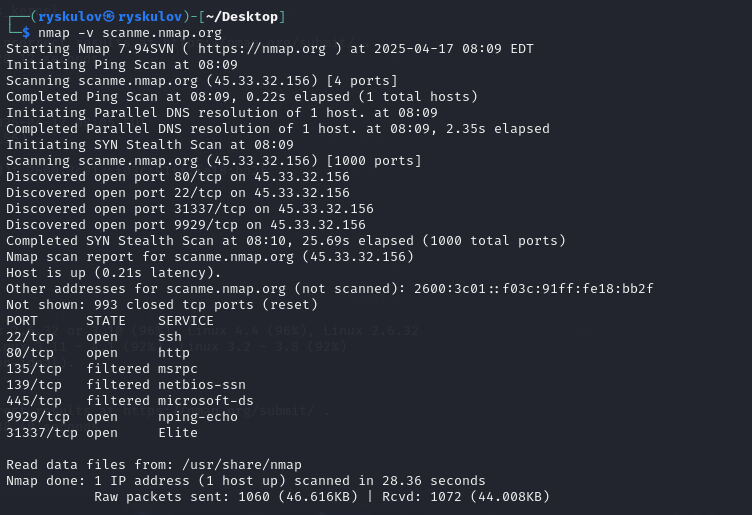 ┌──(ryskulov㉿ryskulov)-[~/Desktop]
└─$ nmap -v scanme.nmap.org
Starting Nmap 7.94SVN ( https://nmap.org ) at 2025-04-17 08:09 EDT
Initiating Ping Scan at 08:09
Scanning scanme.nmap.org (45.33.32.156) [4 ports]
Completed Ping Scan at 08:09, 0.22s elapsed (1 total hosts)
Initiating Parallel DNS resolution of 1 host. at 08:09
Completed Parallel DNS resolution of 1 host. at 08:09, 2.35s elapsed
Initiating SYN Stealth Scan at 08:09
Scanning scanme.nmap.org (45.33.32.156) [1000 ports]
Discovered open port 80/tcp on 45.33.32.156
Discovered open port 22/tcp on 45.33.32.156
Discovered open port 31337/tcp on 45.33.32.156
Discovered open port 9929/tcp on 45.33.32.156
Completed SYN Stealth Scan at 08:10, 25.69s elapsed (1000 total ports)
Nmap scan report for scanme.nmap.org (45.33.32.156)
Host is up (0.21s latency).
Other addresses for scanme.nmap.org (not scanned): 2600:3c01::f03c:91ff:fe18:bb2f
Not shown: 993 closed tcp ports (reset)
PORT      STATE    SERVICE
22/tcp    open     ssh
80/tcp    open     http
135/tcp   filtered msrpc
139/tcp   filtered netbios-ssn
445/tcp   filtered microsoft-ds
9929/tcp  open     nping-echo
31337/tcp open     Elite

Read data files from: /usr/share/nmap
Nmap done: 1 IP address (1 host up) scanned in 28.36 seconds
           Raw packets sent: 1060 (46.616KB) | Rcvd: 1072 (44.008KB)